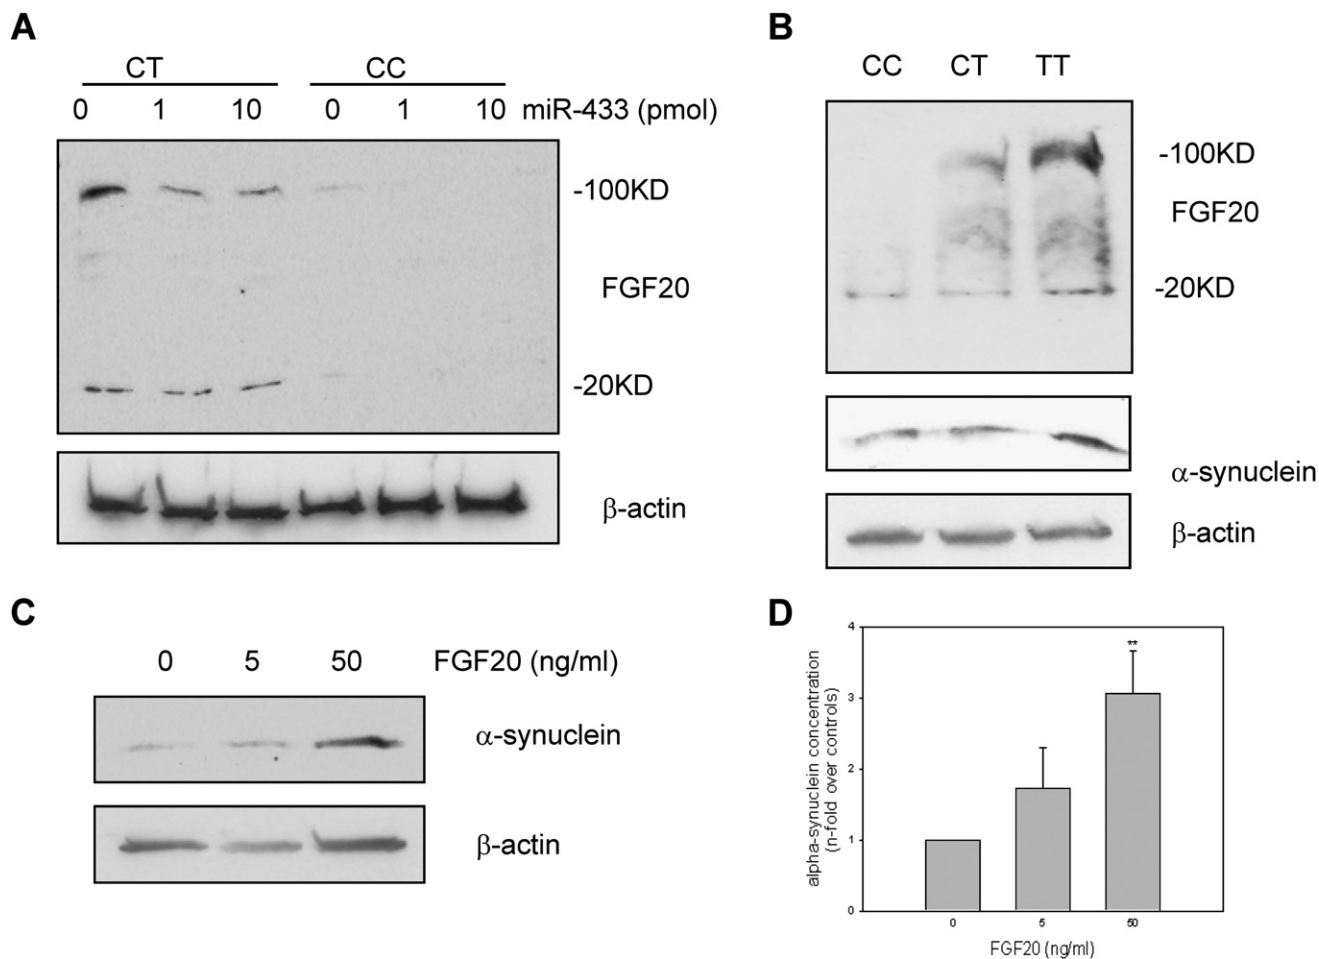 A
CT CC
0 1 10 0 1 10 miR-433 (pmol)
-100KD
FGF20
-20KD
β-actin
B
CC CT TT
-100KD
FGF20
-20KD
α-synuclein
β-actin
C
0 5 50 FGF20 (ng/ml)
α-synuclein
β-actin
D
alpha-synuclein concentration
(n-fold over controls)
4
3
2
1
0
**
0 5 50
FGF20 (ng/ml)